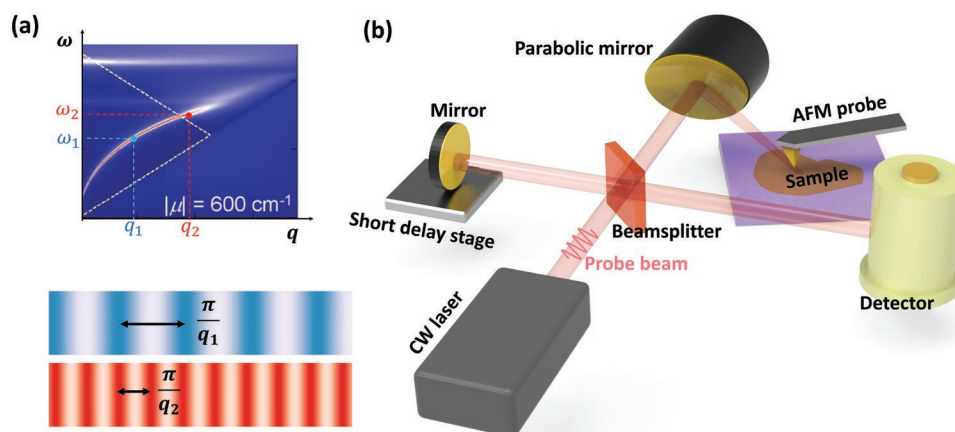 (a)
ω
ω₂
ω₁
|μ| = 600 cm⁻¹
q₁
q₂
q
π/q₁
π/q₂
(b)
Parabolic mirror
Mirror
AFM probe
Sample
Short delay stage
Beamsplitter
Probe beam
CW laser
Detector